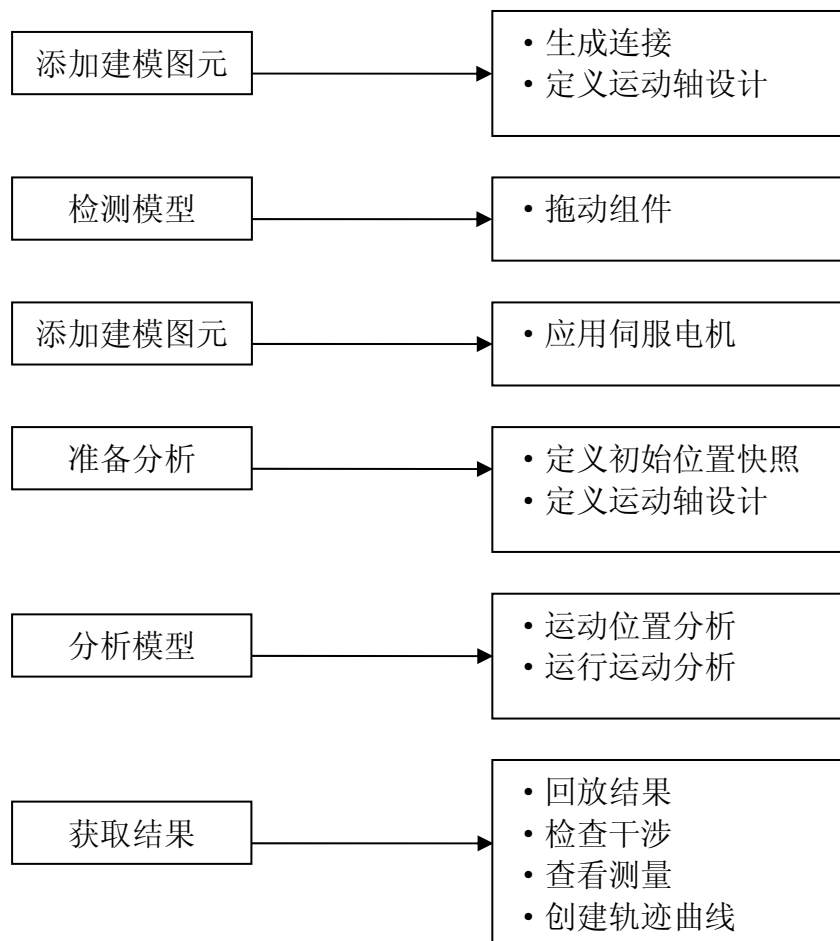 添加建模图元
·生成连接
·定义运动轴设计
检测模型
·拖动组件
添加建模图元
·应用伺服电机
准备分析
·定义初始位置快照
·定义运动轴设计
分析模型
·运动位置分析
·运行运动分析
获取结果
·回放结果
·检查干涉
·查看测量
·创建轨迹曲线